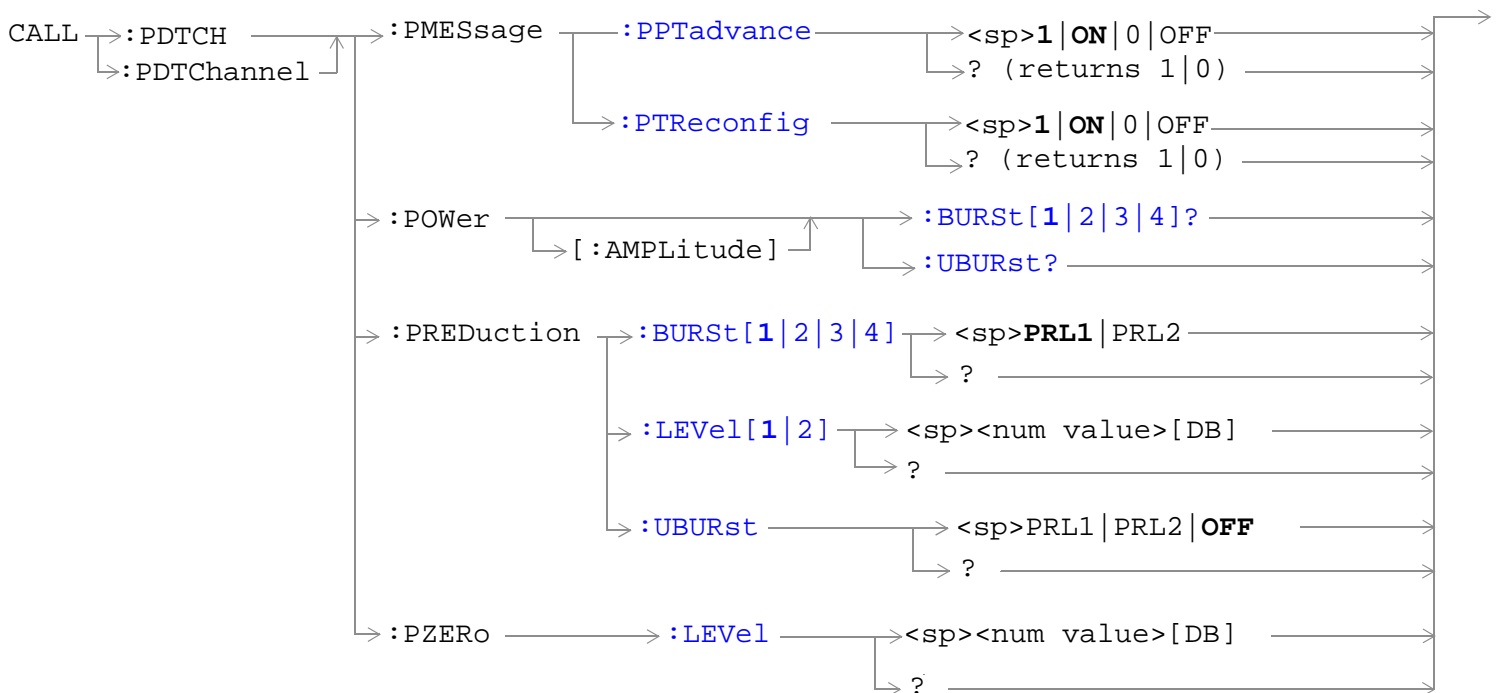 CALL :PDTCH :PMESsage :PPTadvance <sp>1|ON|0|OFF
:PDTChannel ? (returns 1|0)
:PTReconfig <sp>1|ON|0|OFF
? (returns 1|0)
:POWer :BURSt[1|2|3|4]?
[:AMPLitude]
:UBURst?
:PREDuction :BURSt[1|2|3|4] <sp>PRL1|PRL2
?
:LEVel[1|2] <sp><num value>[DB]
?
:UBURst <sp>PRL1|PRL2|OFF
?
:PZERo :LEVel <sp><num value>[DB]
?